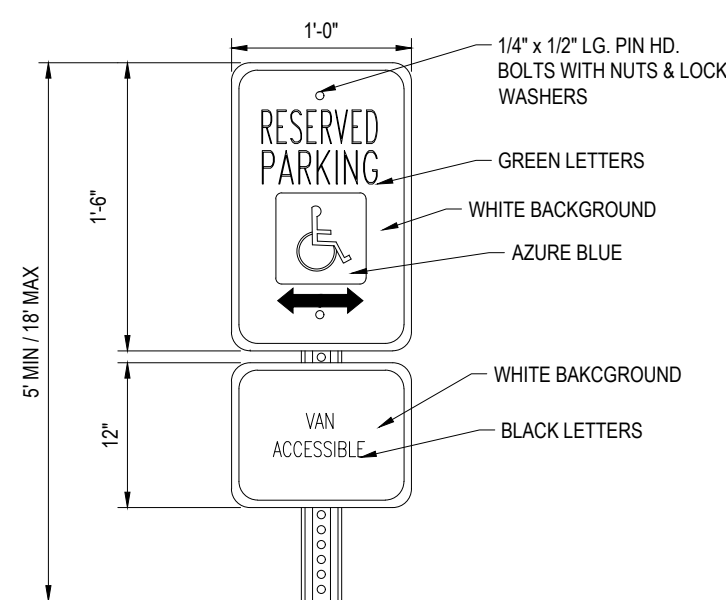 1'-0"
1/4" x 1/2" LG. PIN HD.
BOLTS WITH NUTS & LOCK
WASHERS
RESERVED
PARKING
GREEN LETTERS
WHITE BACKGROUND
AZURE BLUE
1'-6"
5' MIN / 18' MAX
WHITE BAKCGROUND
VAN
ACCESSIBLE
BLACK LETTERS
12"